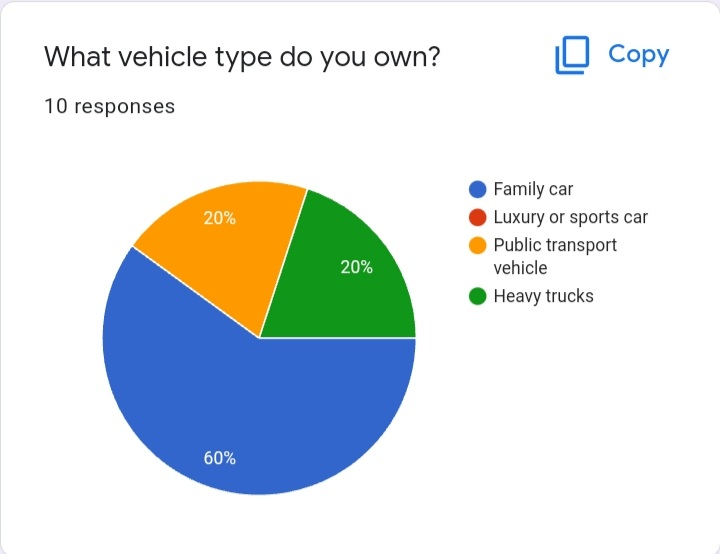 What vehicle type do you own?
Copy
10 responses
20%
20%
60%
Family car
Luxury or sports car
Public transport
vehicle
Heavy trucks